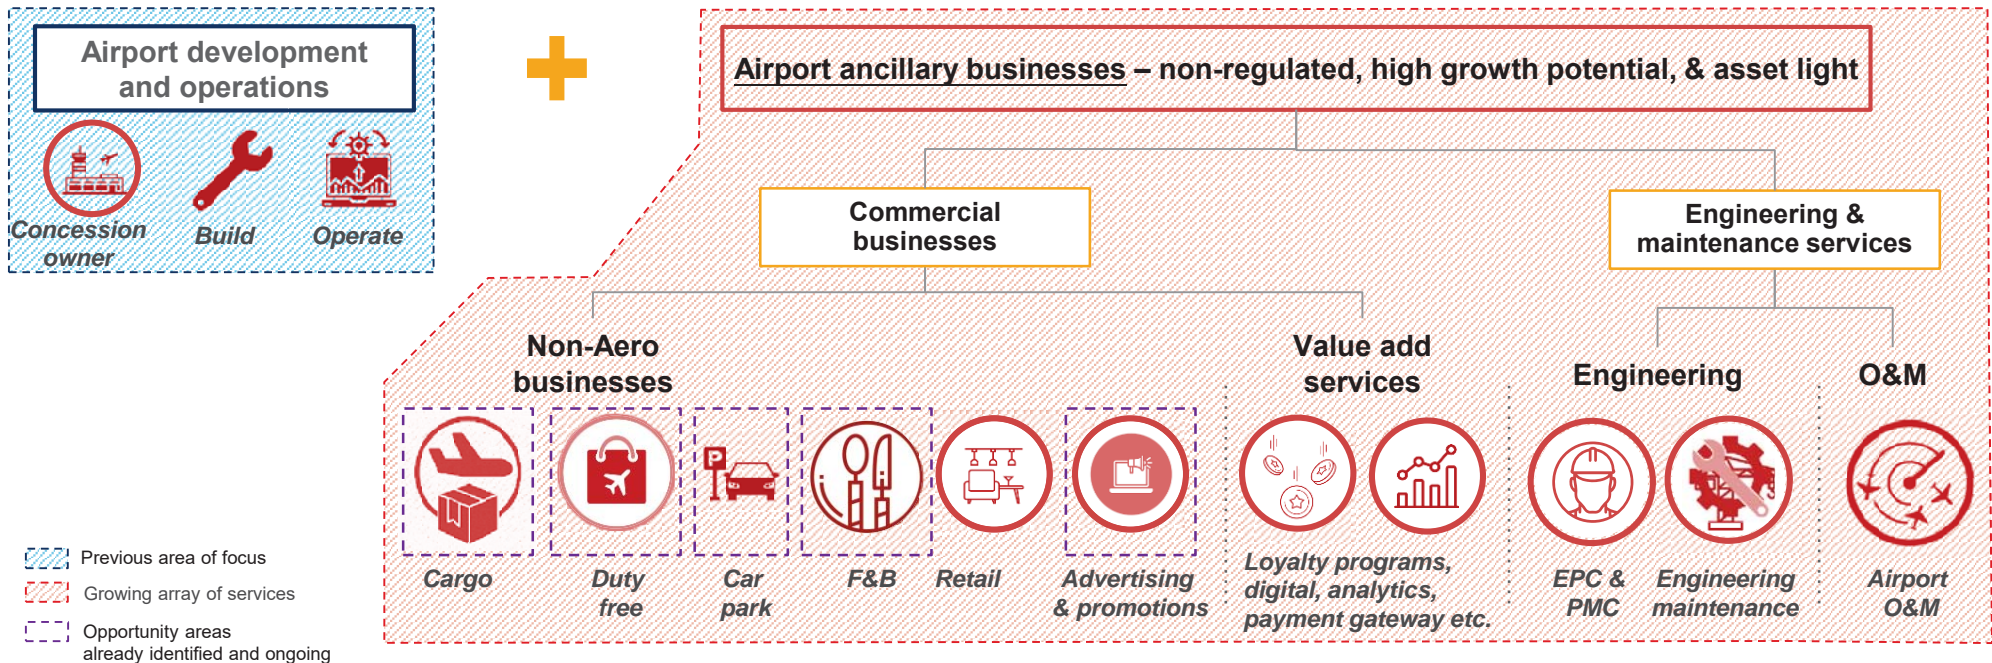 Airport development
and operations
Concession
owner
Build
Operate
Airport ancillary businesses – non-regulated, high growth potential, & asset light
Commercial
businesses
Engineering &
maintenance services
Non-Aero
businesses
Value add
services
Engineering
O&M
P
Cargo
Duty
free
Car
park
F&B
Retail
Advertising
& promotions
Loyalty programs,
digital, analytics,
payment gateway etc.
EPC &
PMC
Engineering
maintenance
Airport
O&M
Previous area of focus
Growing array of services
Opportunity areas
already identified and ongoing